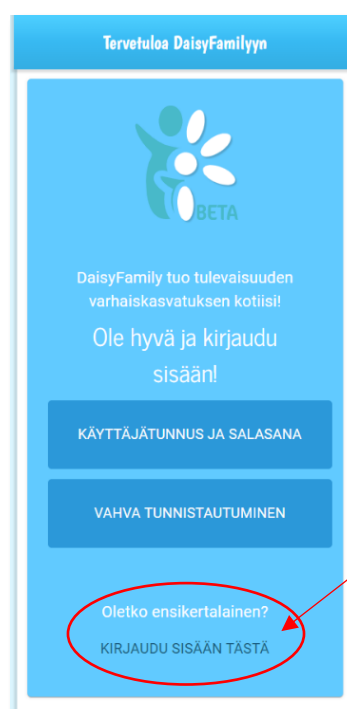 Tervetuloa DaisyFamilyyn
BETA
DaisyFamily tuo tulevaisuuden
varhaiskasvatuksen kotiisi!
Ole hyvä ja kirjaudu
sisään!
KÄYTTÄJÄTUNNUS JA SALASANA
VAHVA TUNNISTAUTUMINEN
Oletko ensikertalainen?
KIRJAUDU SISÄÄN TÄSTÄ